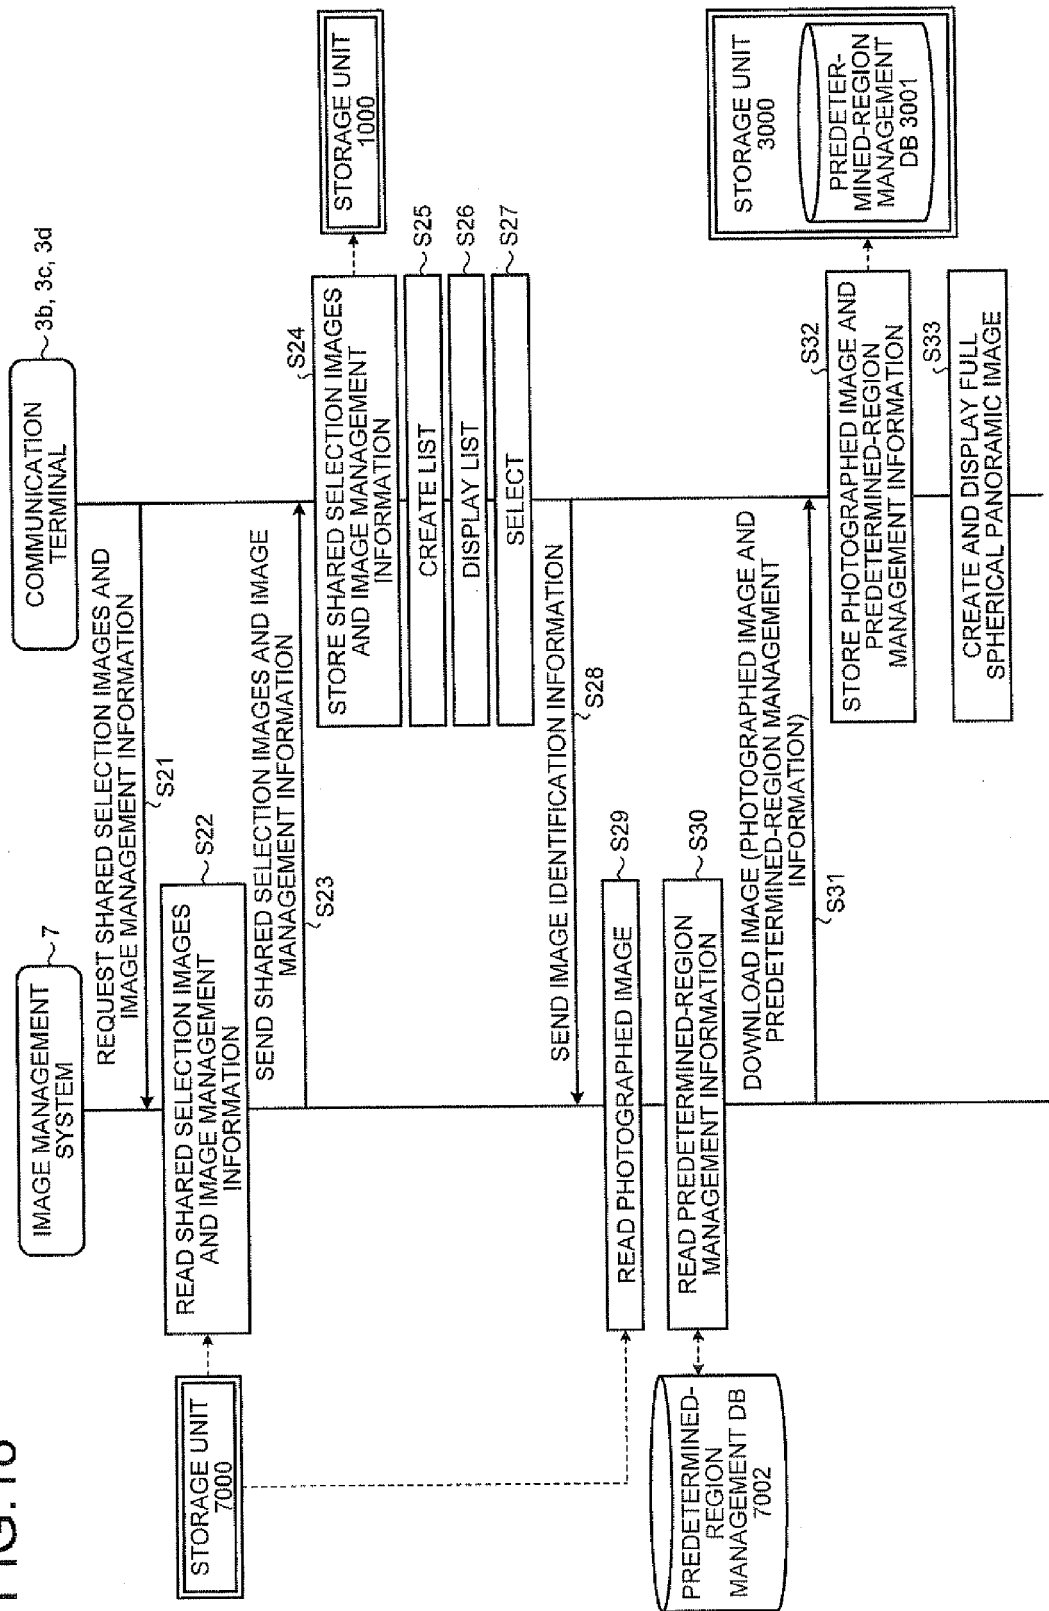 FIG.18
IMAGE MANAGEMENT
SYSTEM
7
COMMUNICATION
TERMINAL
3b, 3c, 3d
REQUEST SHARED SELECTION IMAGES AND
IMAGE MANAGEMENT INFORMATION
S21
STORAGE UNIT
7000
READ SHARED SELECTION IMAGES
AND IMAGE MANAGEMENT
INFORMATION
S22
SEND SHARED SELECTION IMAGES AND IMAGE
MANAGEMENT INFORMATION
S23
S24
STORE SHARED SELECTION IMAGES
AND IMAGE MANAGEMENT
INFORMATION
STORAGE UNIT
1000
CREATE LIST
S25
DISPLAY LIST
S26
SELECT
S27
SEND IMAGE IDENTIFICATION INFORMATION
S28
READ PHOTOGRAPHED IMAGE
S29
PREDETERMINED-
REGION
MANAGEMENT DB
7002
READ PREDETERMINED-REGION
MANAGEMENT INFORMATION
S30
DOWNLOAD IMAGE (PHOTOGRAPHED IMAGE AND
PREDETERMINED-REGION MANAGEMENT
INFORMATION)
S31
S32
STORE PHOTOGRAPHED IMAGE AND
PREDETERMINED-REGION
MANAGEMENT INFORMATION
STORAGE UNIT
3000
PREDETER-
MINED-REGION
MANAGEMENT
DB 3001
S33
CREATE AND DISPLAY FULL
SPHERICAL PANORAMIC IMAGE